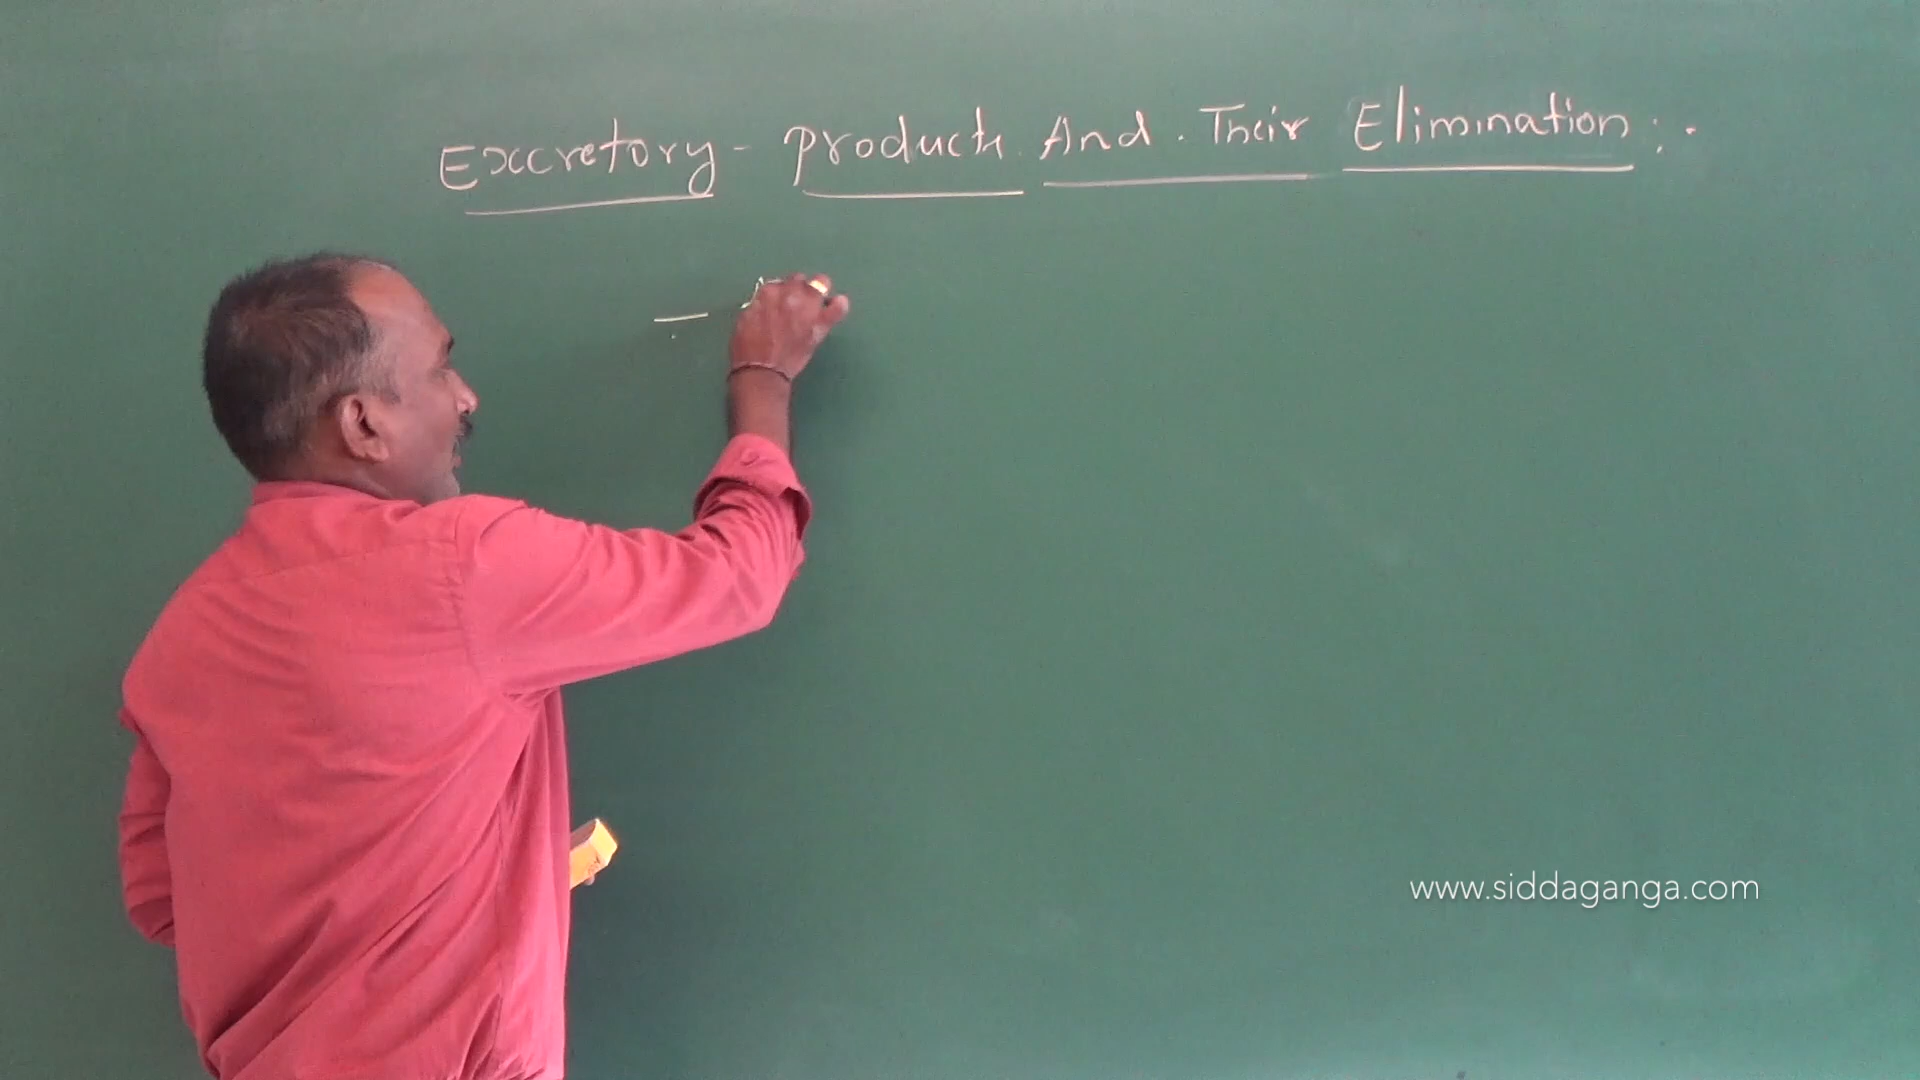 Excretory - Products And . Their Elimination : .
www.siddaganga.com